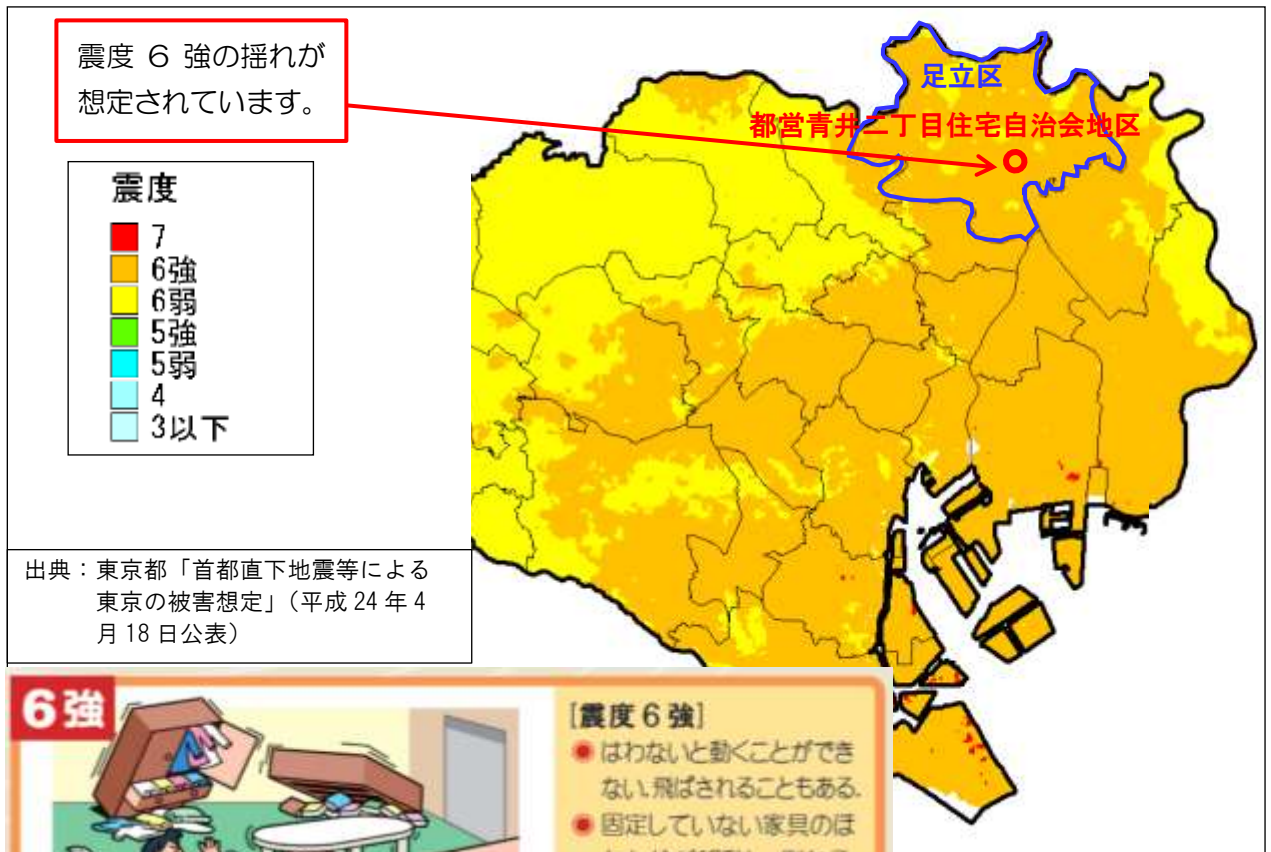 震度 6 強の揺れが
想定されています。
足立区
都営青井二丁目住宅自治会地区
震度
7
6強
6弱
5強
5弱
4
3以下
出典：東京都「首都直下地震等による
東京の被害想定」（平成 24 年 4
月 18 日公表）
6強
[震度6強]
● はわないと動くことができ
ない。飛ばされることもある。
● 固定していない家具のほ